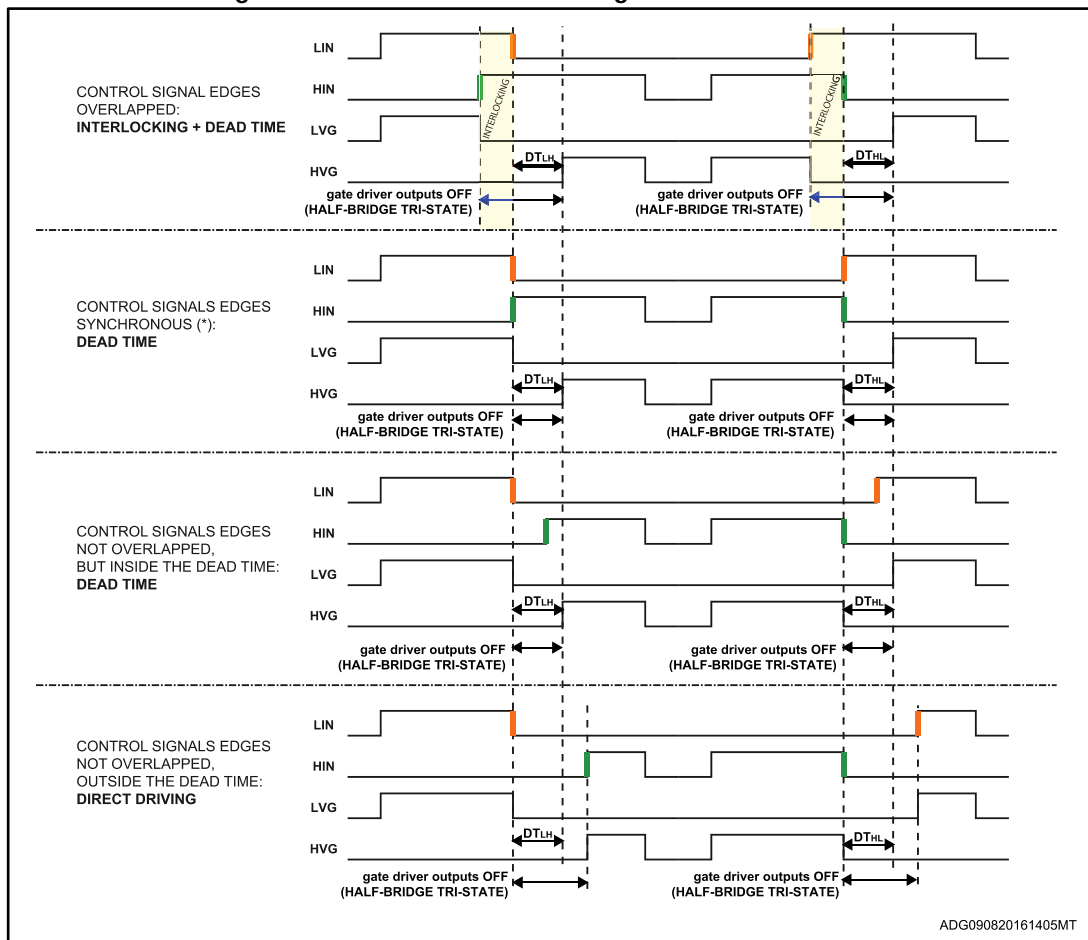 LIN
HIN
LVG
HVG
CONTROL SIGNAL EDGES
OVERLAPPED:
INTERLOCKING + DEAD TIME
INTERLOCKING
INTERLOCKING
DTLH
DTHL
gate driver outputs OFF
(HALF-BRIDGE TRI-STATE)
gate driver outputs OFF
(HALF-BRIDGE TRI-STATE)
LIN
HIN
LVG
HVG
CONTROL SIGNALS EDGES
SYNCHRONOUS (*):
DEAD TIME
DTLH
DTHL
gate driver outputs OFF
(HALF-BRIDGE TRI-STATE)
gate driver outputs OFF
(HALF-BRIDGE TRI-STATE)
LIN
HIN
LVG
HVG
CONTROL SIGNALS EDGES
NOT OVERLAPPED,
BUT INSIDE THE DEAD TIME:
DEAD TIME
DTLH
DTHL
gate driver outputs OFF
(HALF-BRIDGE TRI-STATE)
gate driver outputs OFF
(HALF-BRIDGE TRI-STATE)
LIN
HIN
LVG
HVG
CONTROL SIGNALS EDGES
NOT OVERLAPPED,
OUTSIDE THE DEAD TIME:
DIRECT DRIVING
DTLH
DTHL
gate driver outputs OFF
(HALF-BRIDGE TRI-STATE)
gate driver outputs OFF
(HALF-BRIDGE TRI-STATE)
ADG090820161405MT